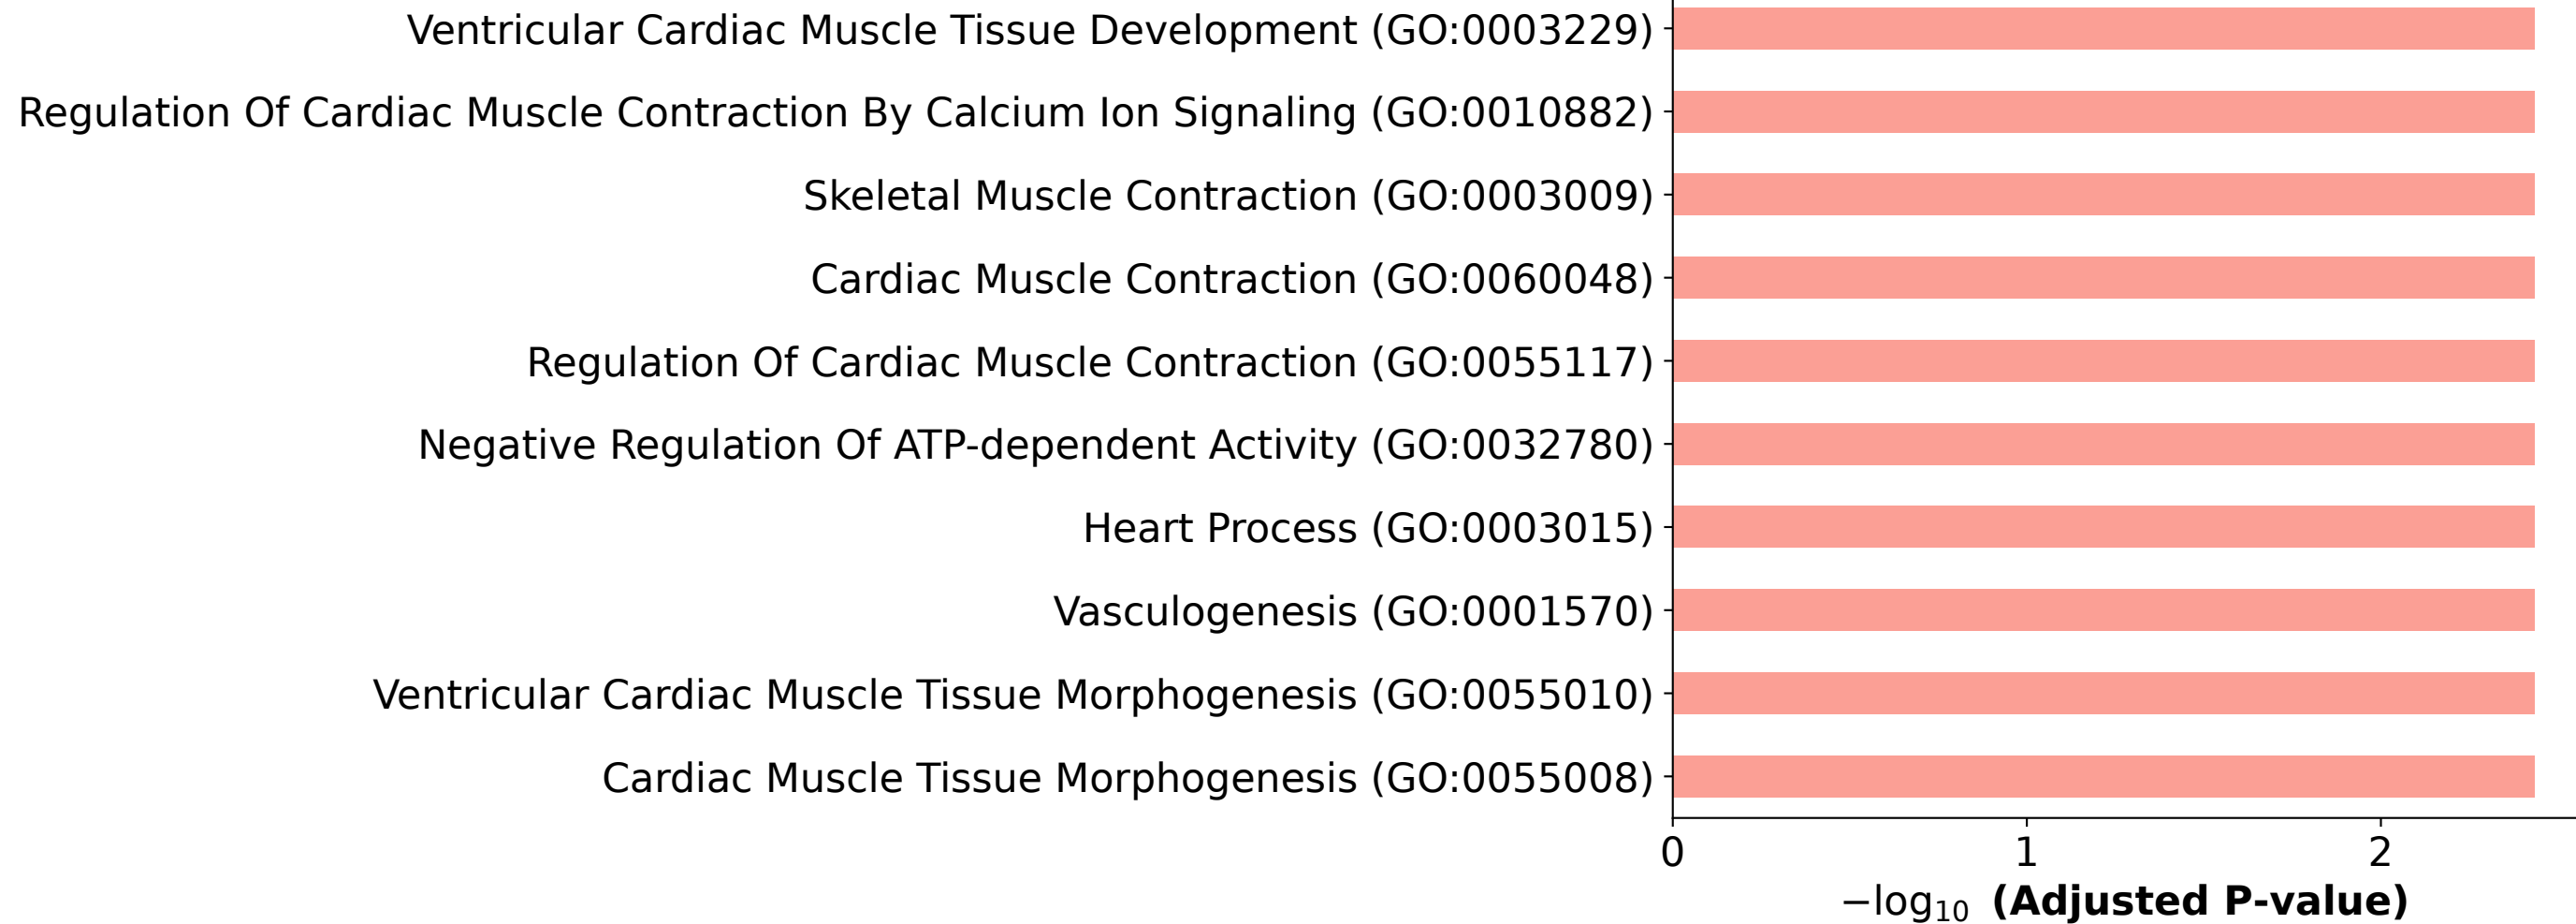 Ventricular Cardiac Muscle Tissue Development (GO:0003229)
Regulation Of Cardiac Muscle Contraction By Calcium Ion Signaling (GO:0010882)
Skeletal Muscle Contraction (GO:0003009)
Cardiac Muscle Contraction (GO:0060048)
Regulation Of Cardiac Muscle Contraction (GO:0055117)
Negative Regulation Of ATP-dependent Activity (GO:0032780)
Heart Process (GO:0003015)
Vasculogenesis (GO:0001570)
Ventricular Cardiac Muscle Tissue Morphogenesis (GO:0055010)
Cardiac Muscle Tissue Morphogenesis (GO:0055008)
0 1 2
−log₁₀ (Adjusted P-value)